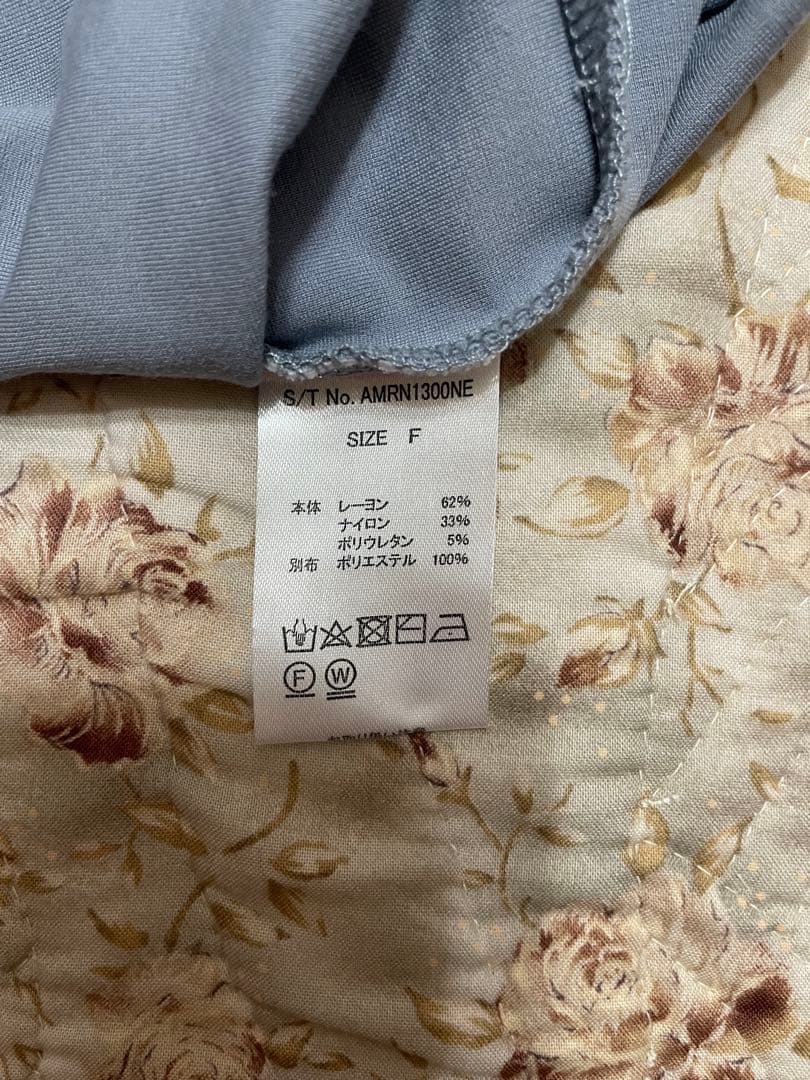 S/T No. AMRN1300NE
SIZE F
本体 レーヨン 62%
ナイロン 33%
ポリウレタン 5%
別布 ポリエステル 100%
F W